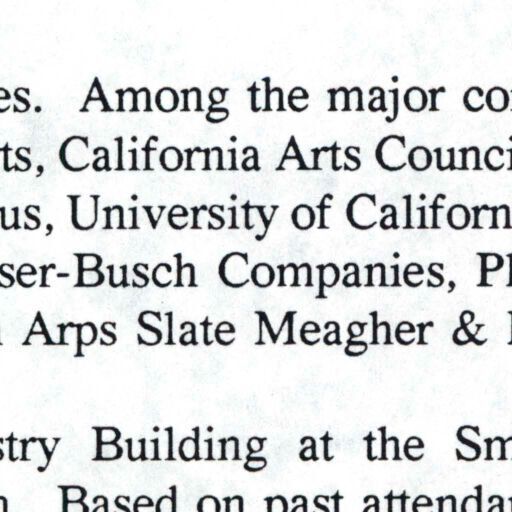 es. Among the major co
ts, California Arts Counci
us, University of Californ
ser-Busch Companies, P
Arps Slate Meagher &
stry Building at the Sm
Based on past attenda